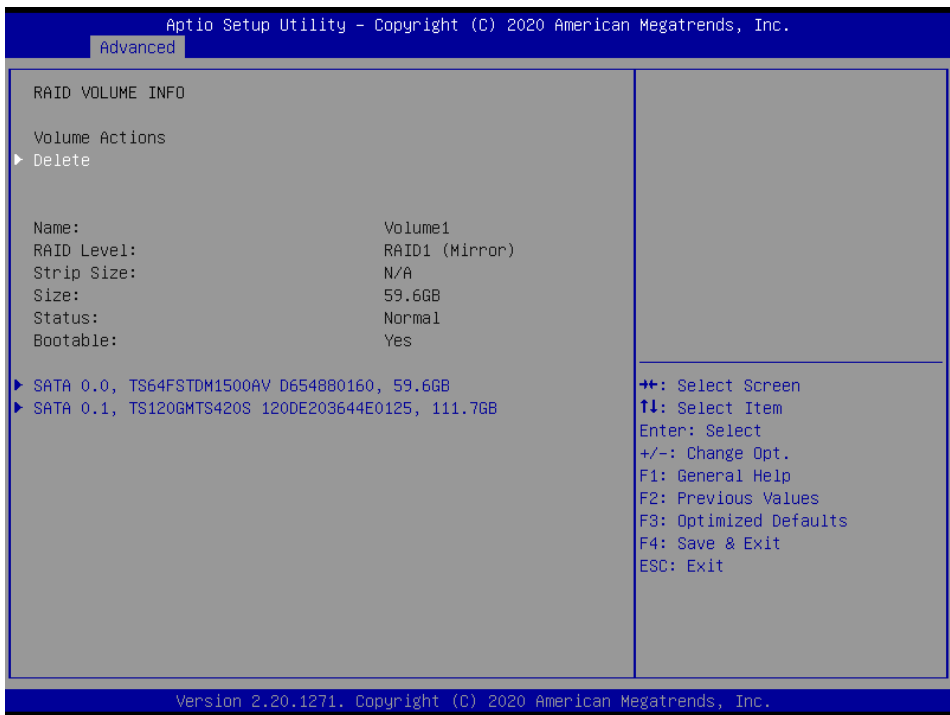 Aptio Setup Utility – Copyright (C) 2020 American Megatrends, Inc.
Advanced
RAID VOLUME INFO
Volume Actions
▶ Delete
Name: Volume1
RAID Level: RAID1 (Mirror)
Strip Size: N/A
Size: 59.6GB
Status: Normal
Bootable: Yes
▶ SATA 0.0, TS64FSTDM1500AV D654880160, 59.6GB
▶ SATA 0.1, TS120GMTS420S 120DE203644E0125, 111.7GB
→←: Select Screen
↑↓: Select Item
Enter: Select
+/-: Change Opt.
F1: General Help
F2: Previous Values
F3: Optimized Defaults
F4: Save & Exit
ESC: Exit
Version 2.20.1271. Copyright (C) 2020 American Megatrends, Inc.